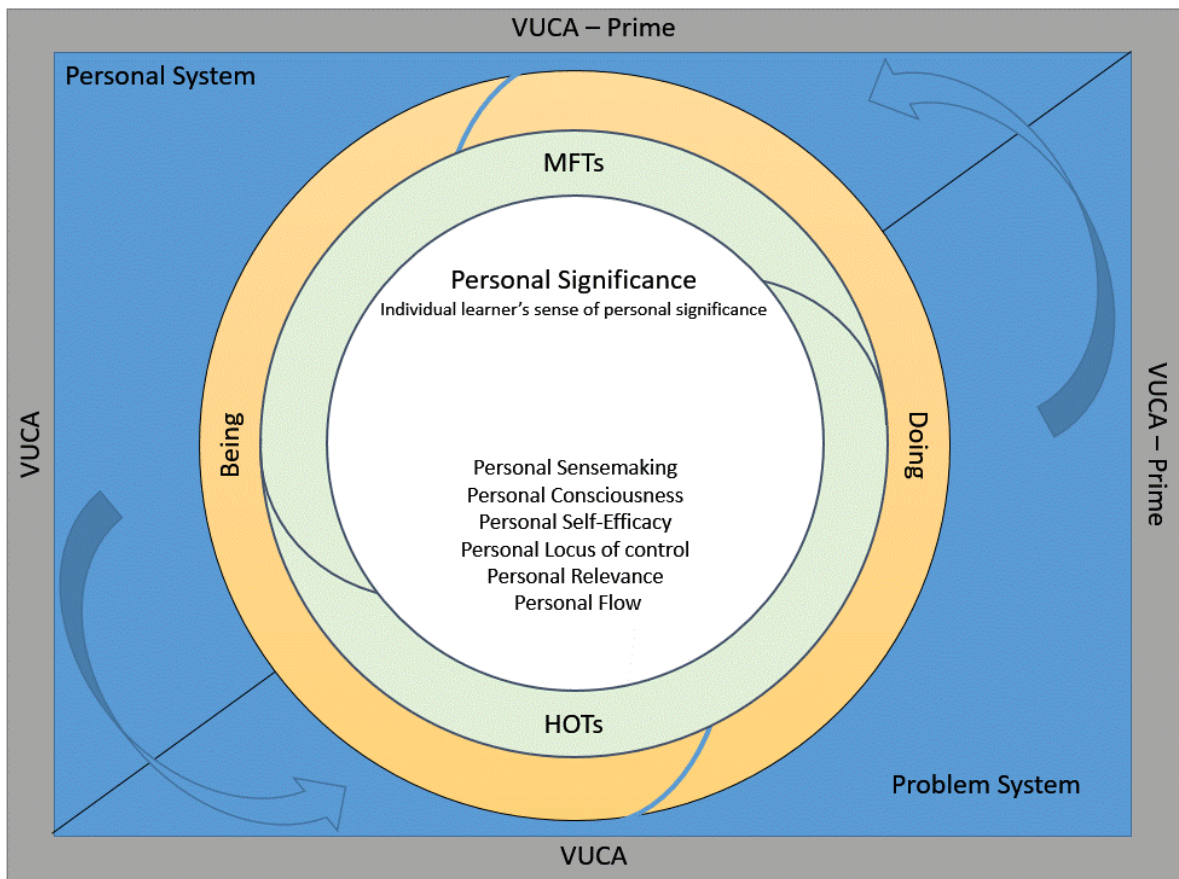 VUCA – Prime
Personal System
MFTs
Personal Significance
Individual learner's sense of personal significance
VUCA
Being
Doing
VUCA – Prime
Personal Sensemaking
Personal Consciousness
Personal Self-Efficacy
Personal Locus of control
Personal Relevance
Personal Flow
HOTs
Problem System
VUCA